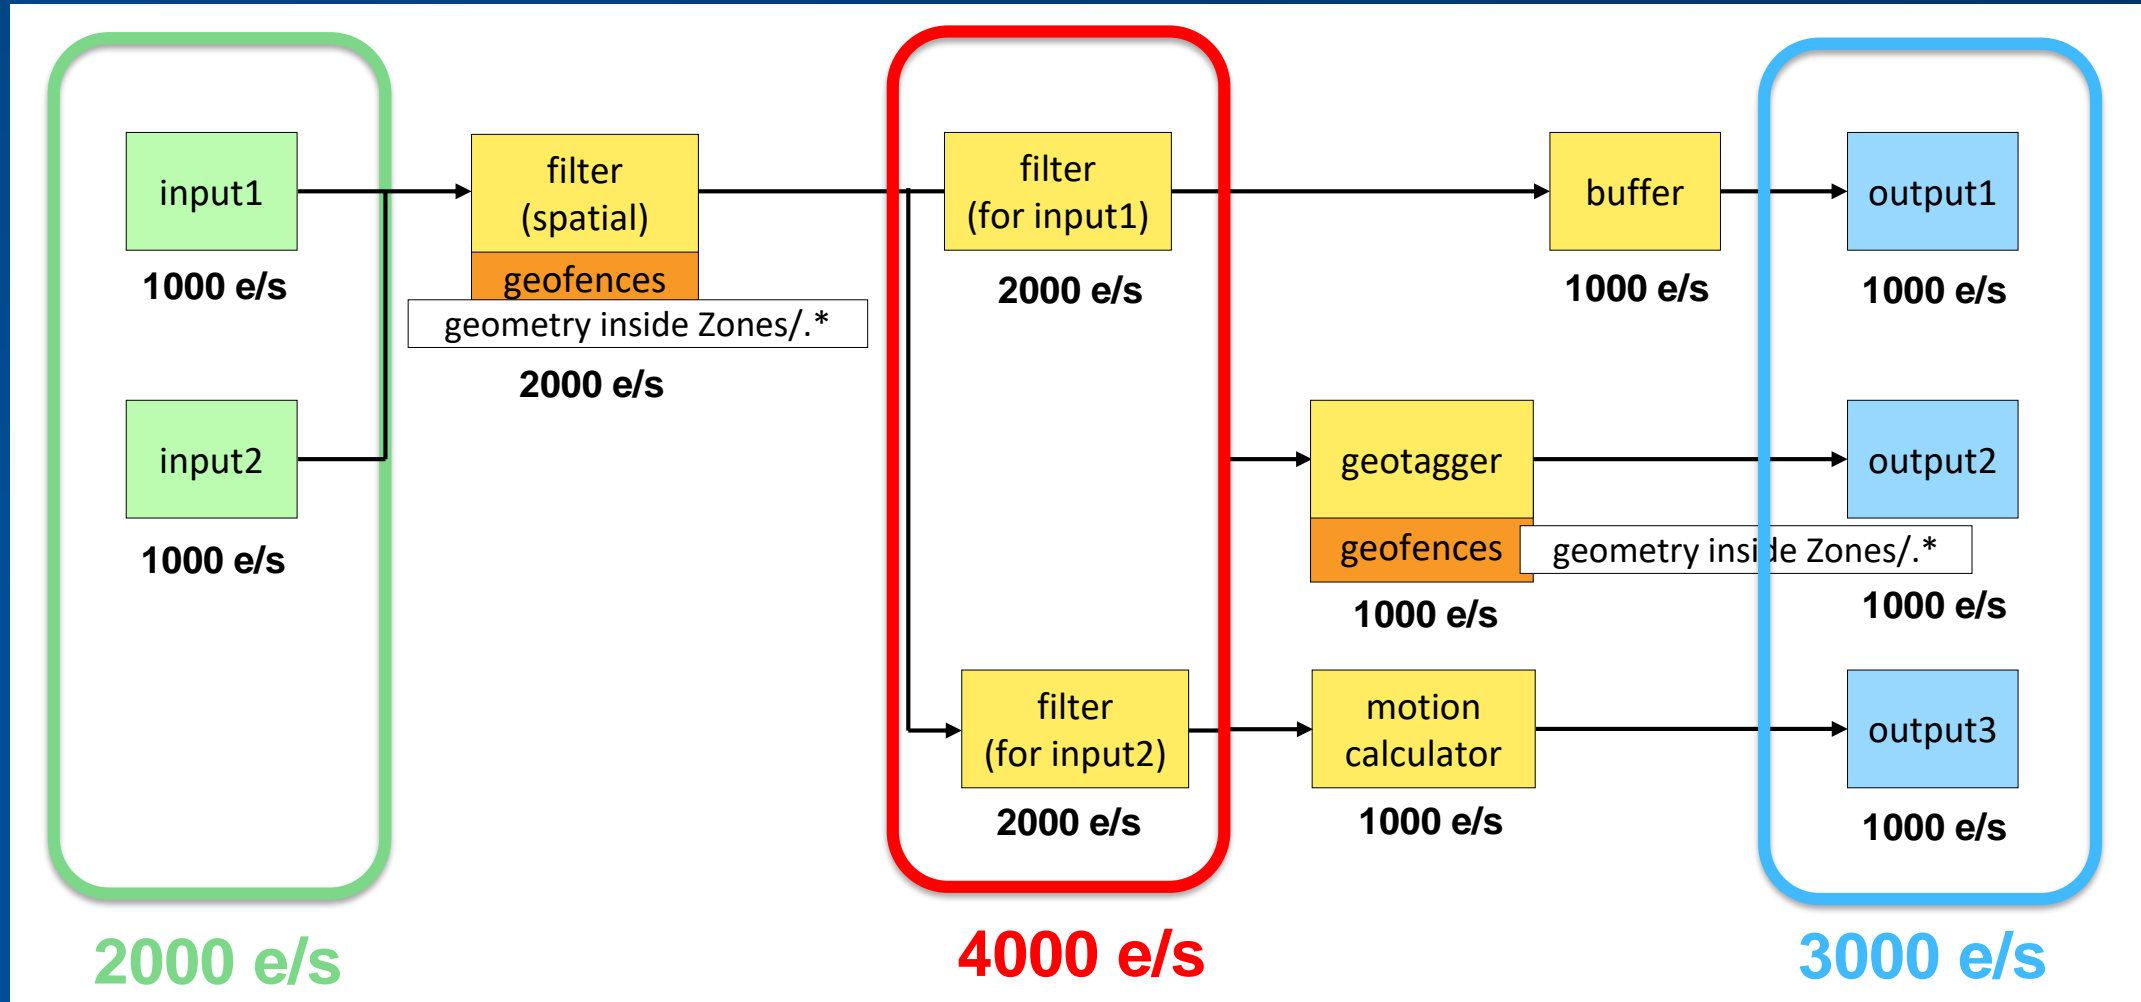 input1
1000 e/s
input2
1000 e/s
2000 e/s
filter
(spatial)
geofences
geometry inside Zones/.*
2000 e/s
filter
(for input1)
2000 e/s
filter
(for input2)
2000 e/s
4000 e/s
buffer
1000 e/s
geotagger
geofences
geometry inside Zones/.*
1000 e/s
motion
calculator
1000 e/s
output1
1000 e/s
output2
1000 e/s
output3
1000 e/s
3000 e/s